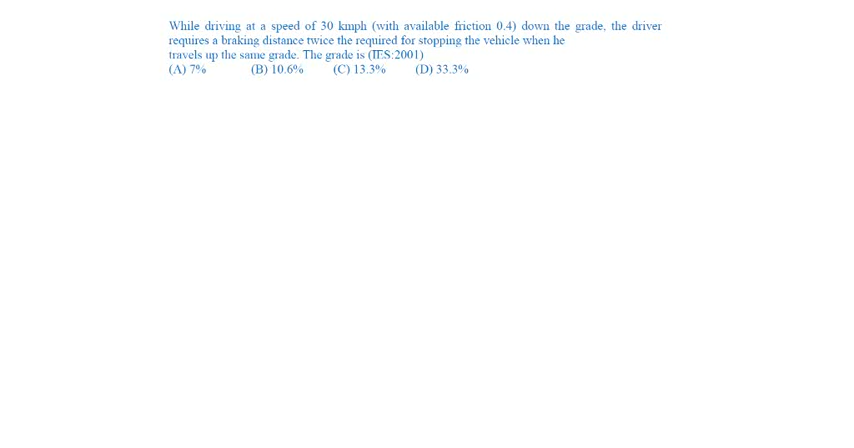 While driving at a speed of 30 kmph (with available friction 0.4) down the grade, the driver
requires a braking distance twice the required for stopping the vehicle when he
travels up the same grade. The grade is (IES:2001)
(A) 7% (B) 10.6% (C) 13.3% (D) 33.3%